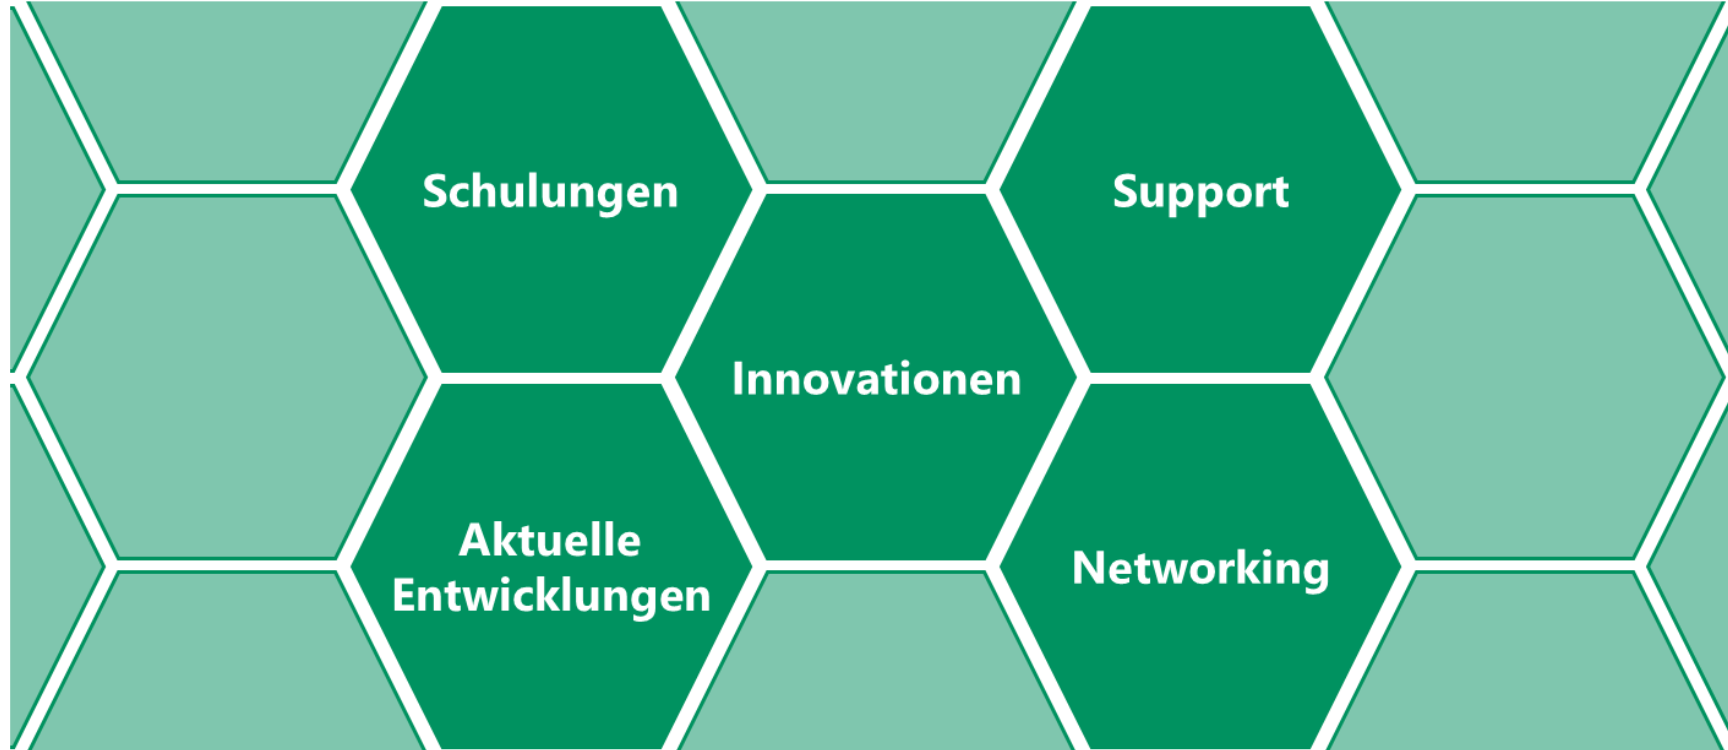 Schulungen
Support
Innovationen
Aktuelle
Entwicklungen
Networking